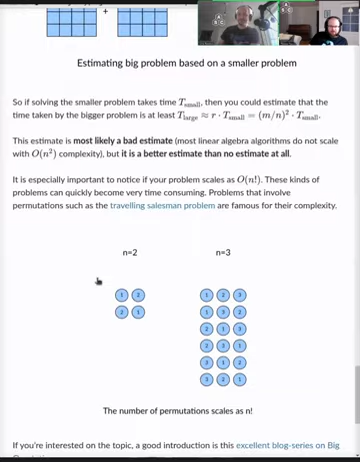 +
Estimating big problem based on a smaller problem
So if solving the smaller problem takes time T_small, then you could estimate that the
time taken by the bigger problem is at least T_large ≈ r · T_small = (m/n)² · T_small.
This estimate is most likely a bad estimate (most linear algebra algorithms do not scale
with O(n²) complexity), but it is a better estimate than no estimate at all.
It is especially important to notice if your problem scales as O(n!). These kinds of
problems can quickly become very time consuming. Problems that involve
permutations such as the travelling salesman problem are famous for their complexity.
n=2 n=3
1 2 1 2 3
2 1 1 3 2
2 1 3
2 3 1
3 1 2
3 2 1
The number of permutations scales as n!
If you're interested on the topic, a good introduction is this excellent blog-series on Big